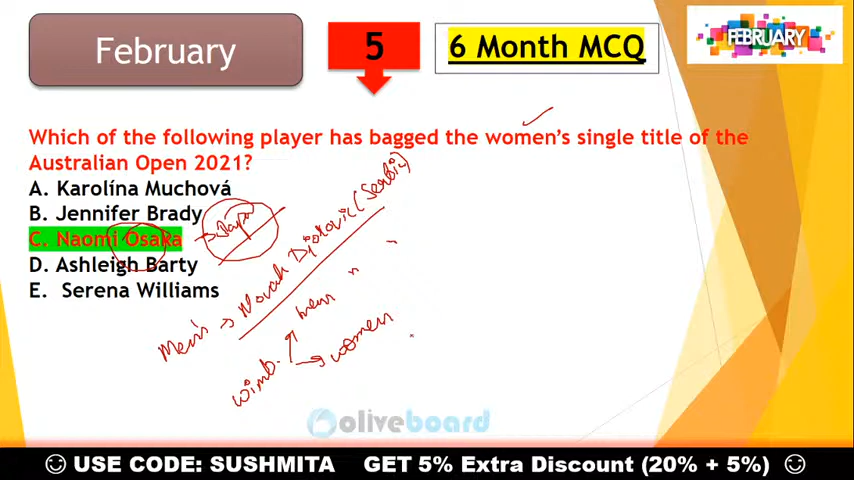 February
5
6 Month MCQ
FEBRUARY
Which of the following player has bagged the women's single title of the
Australian Open 2021?
A. Karolína Muchová
B. Jennifer Brady
C. Naomi Osaka
D. Ashleigh Barty
E. Serena Williams
Men's → Novak Djokovic (Serbia)
Wimb. → women
men " "
oliveboard
USE CODE: SUSHMITA GET 5% Extra Discount (20% + 5%)